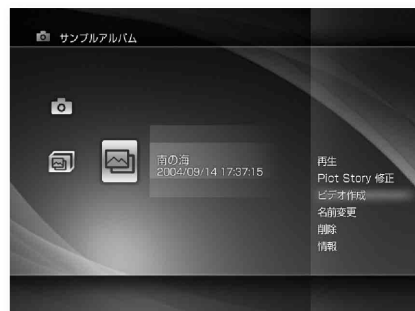 サンプルアルバム
南の海
2004/09/14 17:37:15
再生
Plot Story 修正
ビデオ作成
名前変更
削除
情報